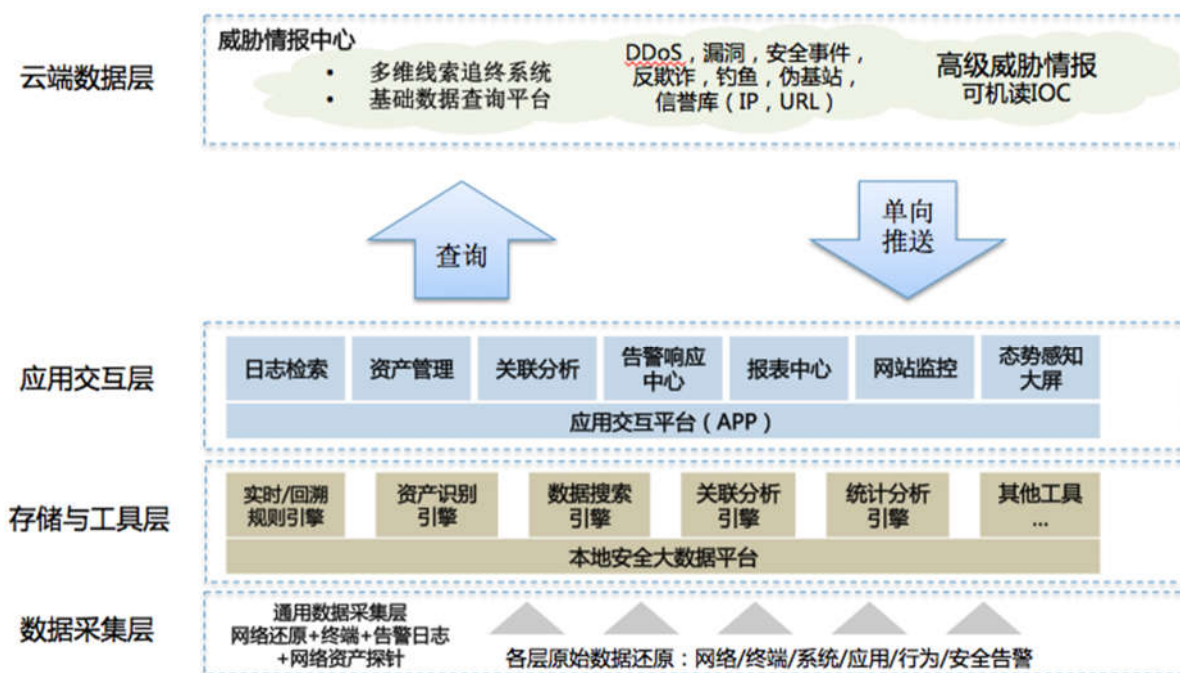 云端数据层
威胁情报中心
• 多维线索追终系统
• 基础数据查询平台
DDoS，漏洞，安全事件，
反欺诈，钓鱼，伪基站，
信誉库（IP，URL）
高级威胁情报
可机读IOC
查询
单向
推送
应用交互层
日志检索
资产管理
关联分析
告警响应
中心
报表中心
网站监控
态势感知
大屏
应用交互平台（APP）
存储与工具层
实时/回溯
规则引擎
资产识别
引擎
数据搜索
引擎
关联分析
引擎
统计分析
引擎
其他工具
...
本地安全大数据平台
数据采集层
通用数据采集层
网络还原+终端+告警日志
+网络资产探针
各层原始数据还原：网络/终端/系统/应用/行为/安全告警